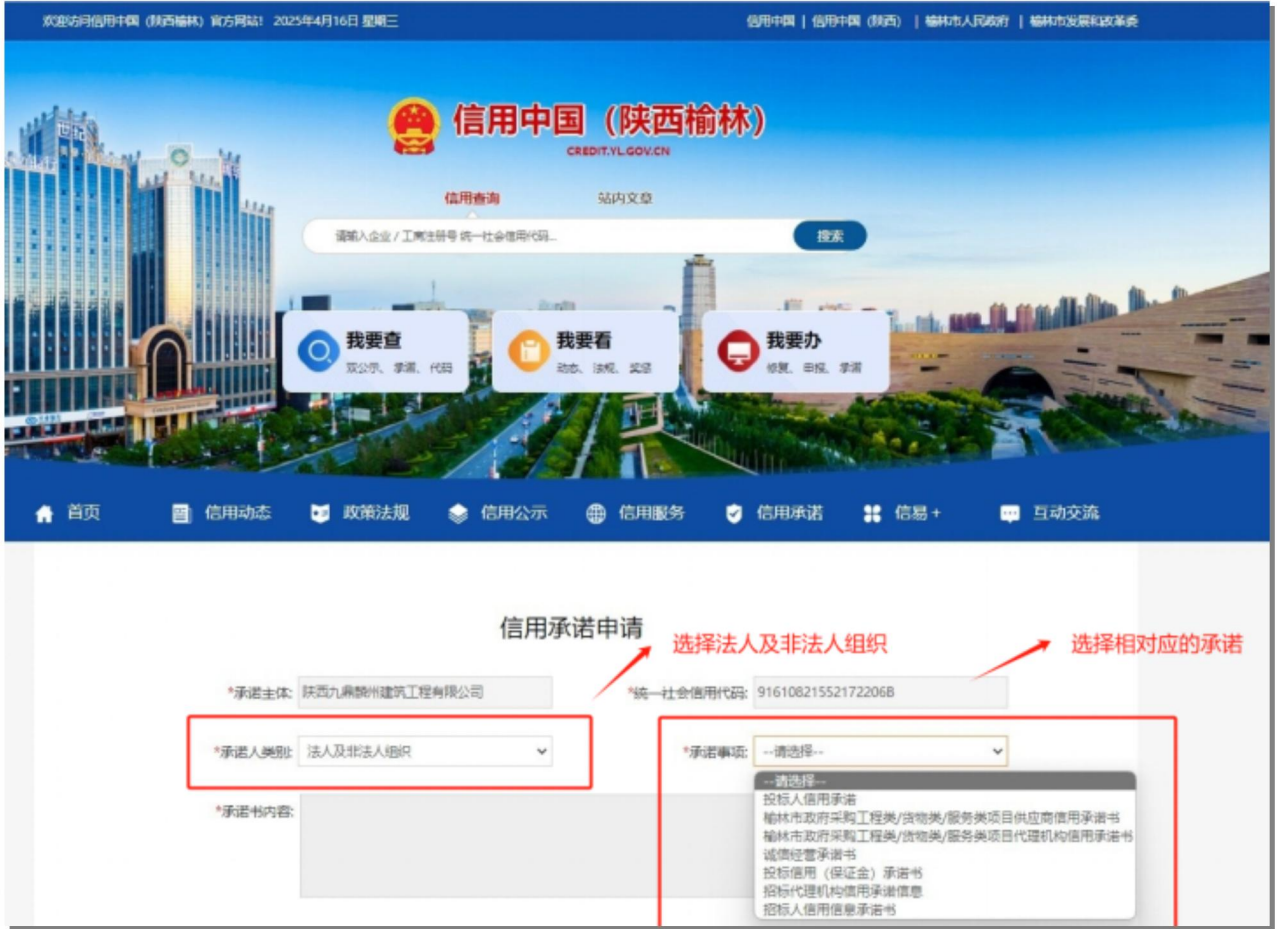 欢迎访问信用中国（陕西榆林）官方网站！ 2025年4月16日 星期三
信用中国 | 信用中国（陕西） | 榆林市人民政府 | 榆林市发展和改革委
信用中国（陕西榆林）
CREDIT.YL.GOV.CN
信用查询 站内文章
请输入企业 / 工商注册号 统一社会信用代码...
搜索
我要查
双公示、承诺、代码
我要看
动态、法规、奖惩
我要办
修复、申报、承诺
首页 信用动态 政策法规 信用公示 信用服务 信用承诺 信易+ 互动交流
信用承诺申请
选择法人及非法人组织
选择相对应的承诺
*承诺主体: 陕西九鼎麟州建筑工程有限公司
*统一社会信用代码: 91610821552172206B
*承诺人类别: 法人及非法人组织
*承诺事项: --请选择--
--请选择--
投标人信用承诺
榆林市政府采购工程类/货物类/服务类项目供应商信用承诺书
榆林市政府采购工程类/货物类/服务类项目代理机构信用承诺书
诚信经营承诺书
投标信用（保证金）承诺书
招标代理机构信用承诺信息
招标人信用信息承诺书
*承诺书内容: